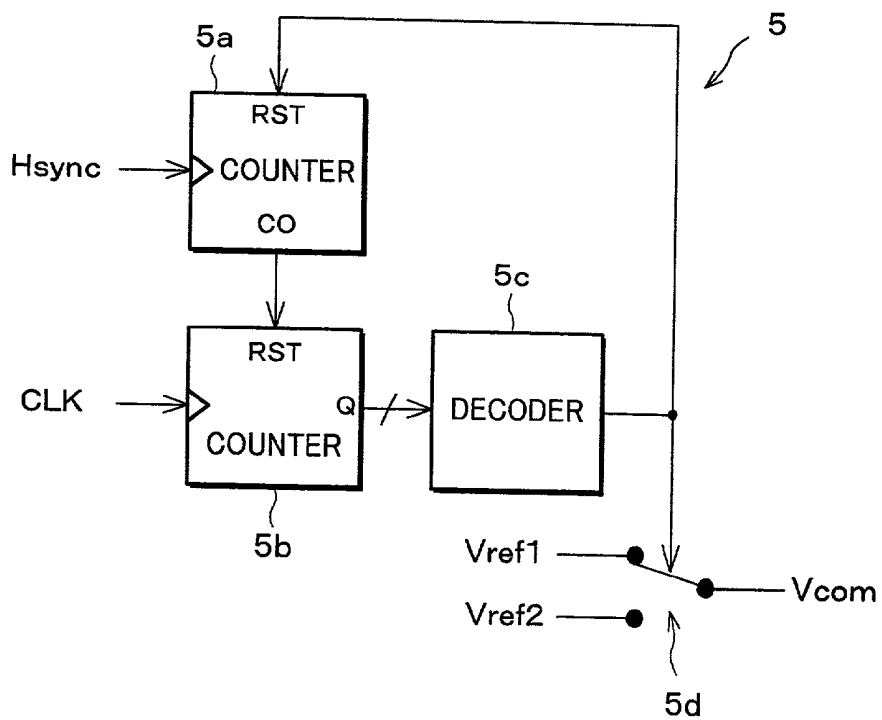 5
5a
RST
Hsync
COUNTER
CO
5c
RST
CLK
Q
DECODER
COUNTER
5b
Vref1
Vcom
Vref2
5d